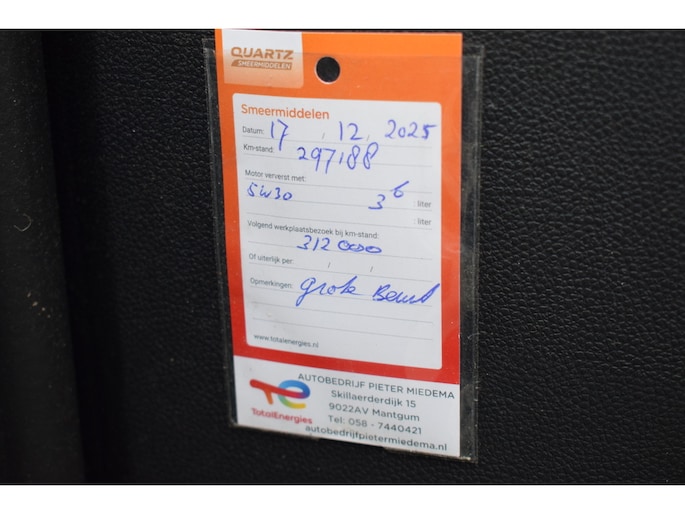 QUARTZ
SMEERMIDDELEN
Smeermiddelen
Datum: 17 / 12 / 2025
Km-stand: 297188
Motor ververst met:
5W30 3 6 : liter
: liter
Volgend werkplaatsbezoek bij km-stand:
312000
Of uiterlijk per: / /
Opmerkingen: grote Beurt
www.totalenergies.nl
AUTOBEDRIJF PIETER MIEDEMA
Skillaerderdijk 15
9022AV Mantgum
Tel: 058 - 7440421
autobedrijfpietermiedema.nl
TotalEnergies